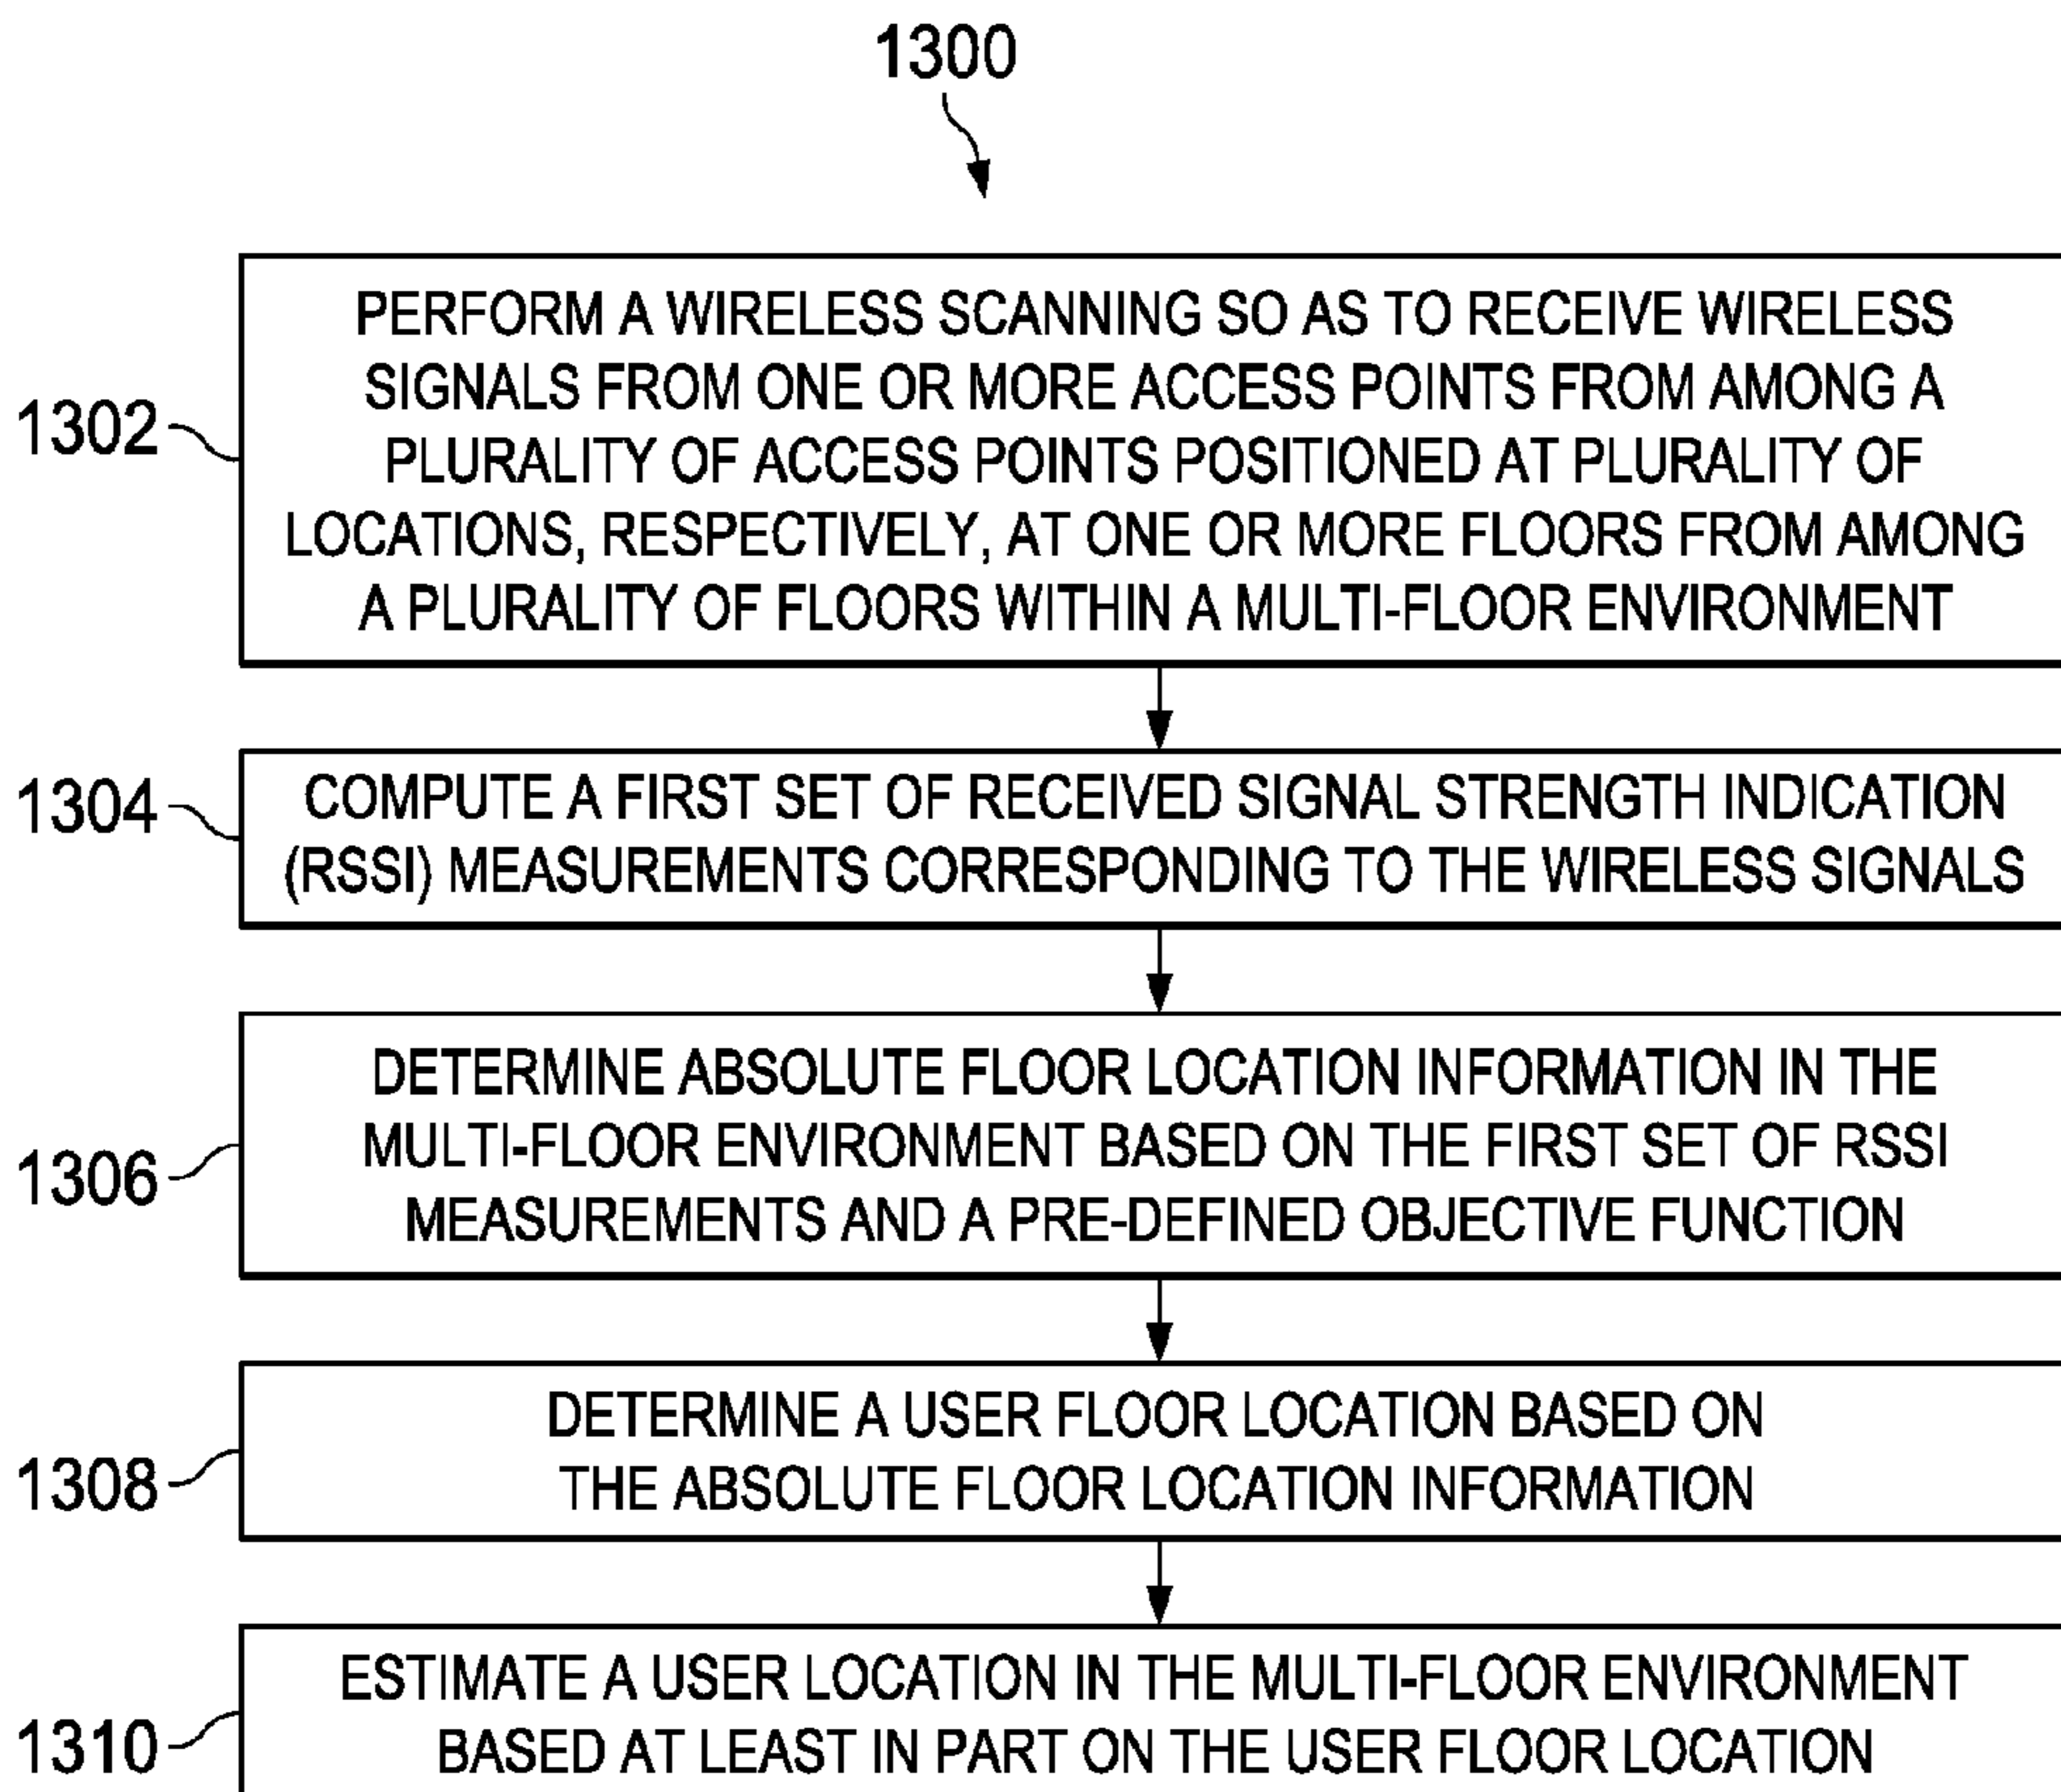 1300
1302
PERFORM A WIRELESS SCANNING SO AS TO RECEIVE WIRELESS
SIGNALS FROM ONE OR MORE ACCESS POINTS FROM AMONG A
PLURALITY OF ACCESS POINTS POSITIONED AT PLURALITY OF
LOCATIONS, RESPECTIVELY, AT ONE OR MORE FLOORS FROM AMONG
A PLURALITY OF FLOORS WITHIN A MULTI-FLOOR ENVIRONMENT
1304
COMPUTE A FIRST SET OF RECEIVED SIGNAL STRENGTH INDICATION
(RSSI) MEASUREMENTS CORRESPONDING TO THE WIRELESS SIGNALS
1306
DETERMINE ABSOLUTE FLOOR LOCATION INFORMATION IN THE
MULTI-FLOOR ENVIRONMENT BASED ON THE FIRST SET OF RSSI
MEASUREMENTS AND A PRE-DEFINED OBJECTIVE FUNCTION
1308
DETERMINE A USER FLOOR LOCATION BASED ON
THE ABSOLUTE FLOOR LOCATION INFORMATION
1310
ESTIMATE A USER LOCATION IN THE MULTI-FLOOR ENVIRONMENT
BASED AT LEAST IN PART ON THE USER FLOOR LOCATION